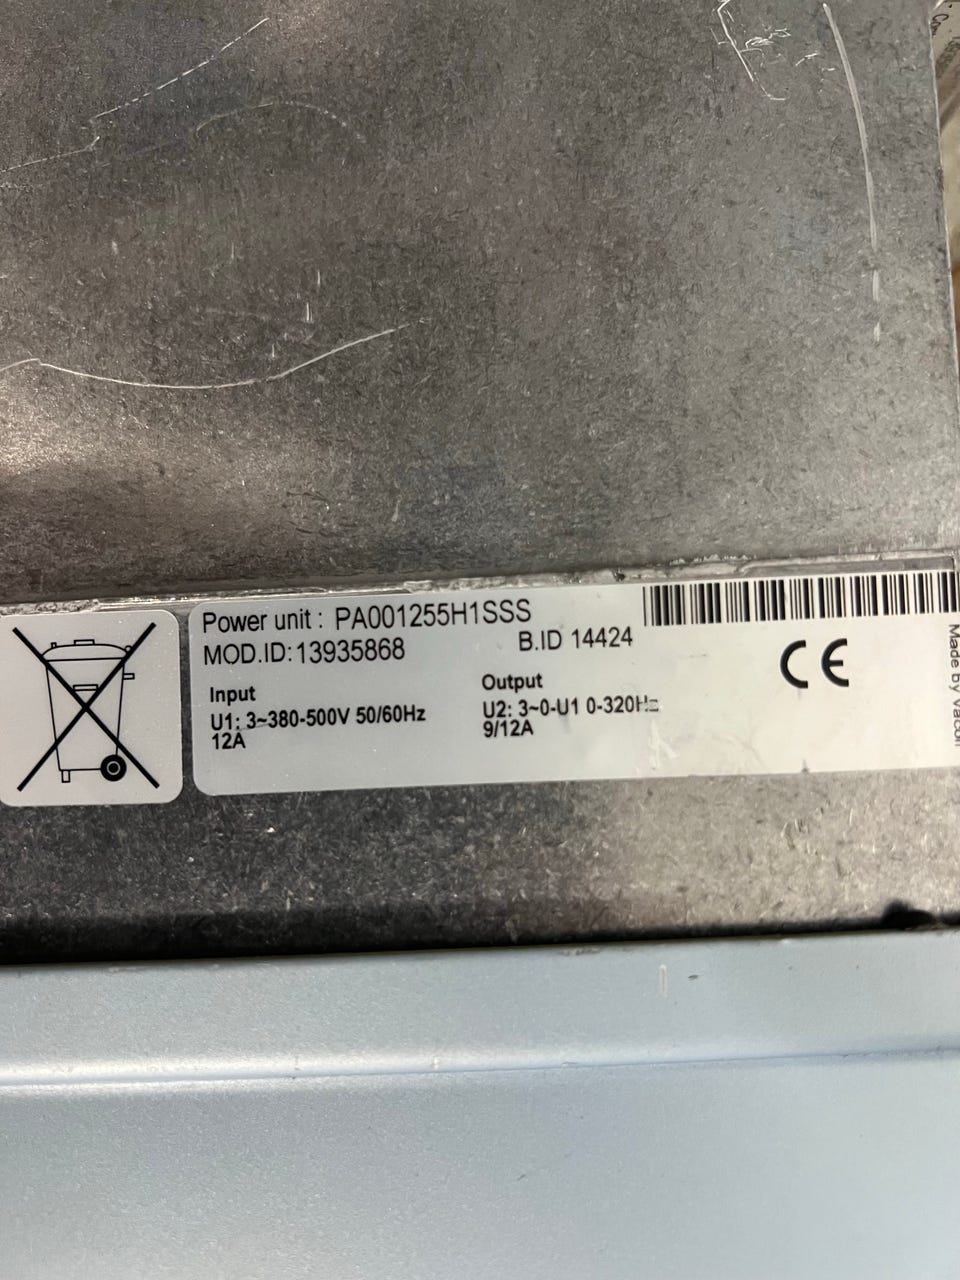 Power unit : PA001255H1SSS
MOD.ID: 13935868
B.ID 14424
CE
Input
U1: 3~380-500V 50/60Hz
12A
Output
U2: 3~0-U1 0-320Hz
9/12A
Made by Vacon